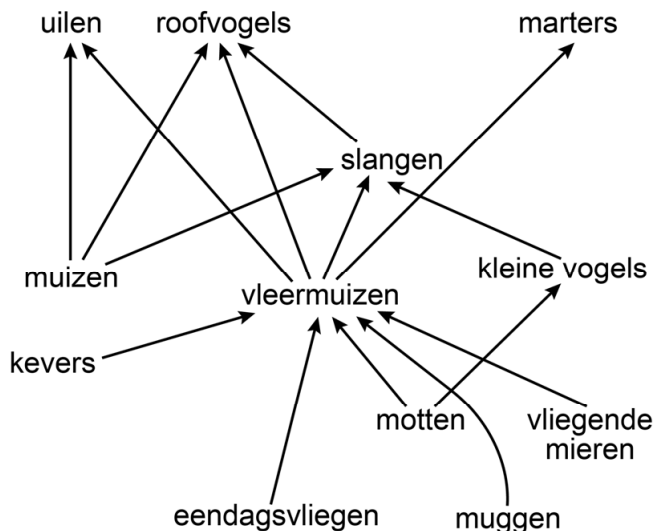 uilen roofvogels marters
slangen
muizen vleermuizen kleine vogels
kevers
motten vliegende
mieren
eendagsvliegen muggen